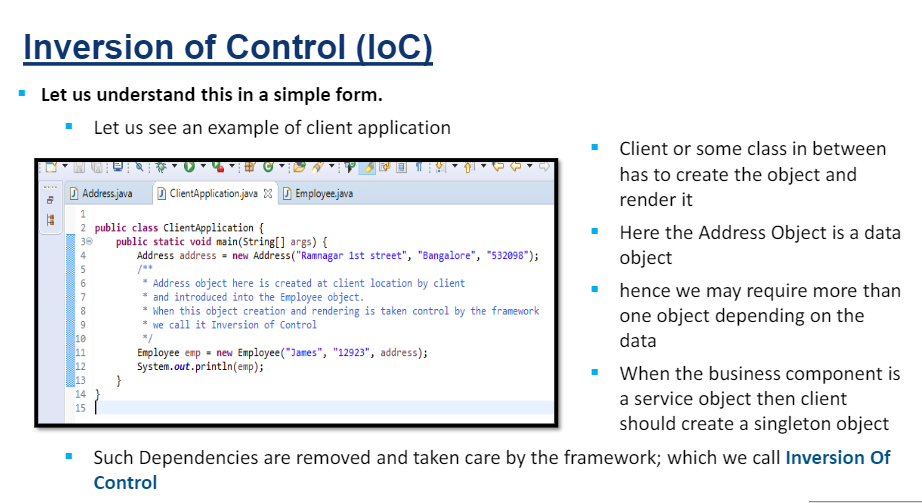 Inversion of Control (IoC)
Let us understand this in a simple form.
Let us see an example of client application
Address.java
ClientApplication.java
Employee.java
1
2 public class ClientApplication {
3 public static void main(String[] args) {
4 Address address = new Address("Ramnagar 1st street", "Bangalore", "532098");
5 /**
6 * Address object here is created at client location by client
7 * and introduced into the Employee object.
8 * When this object creation and rendering is taken control by the framework
9 * we call it Inversion of Control
10 */
11 Employee emp = new Employee("James", "12923", address);
12 System.out.println(emp);
13 }
14 }
15
Client or some class in between
has to create the object and
render it
Here the Address Object is a data
object
hence we may require more than
one object depending on the
data
When the business component is
a service object then client
should create a singleton object
Such Dependencies are removed and taken care by the framework; which we call Inversion Of
Control